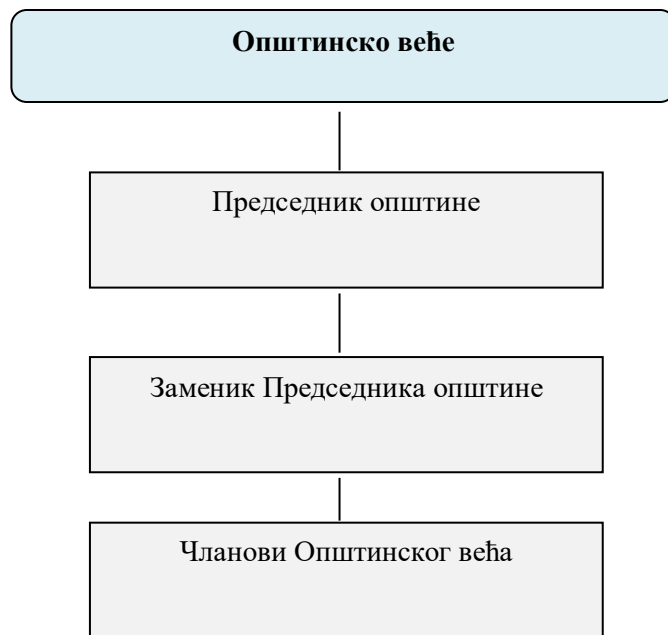 Општинско веће
Председник општине
Заменик Председника општине
Чланови Општинског већа